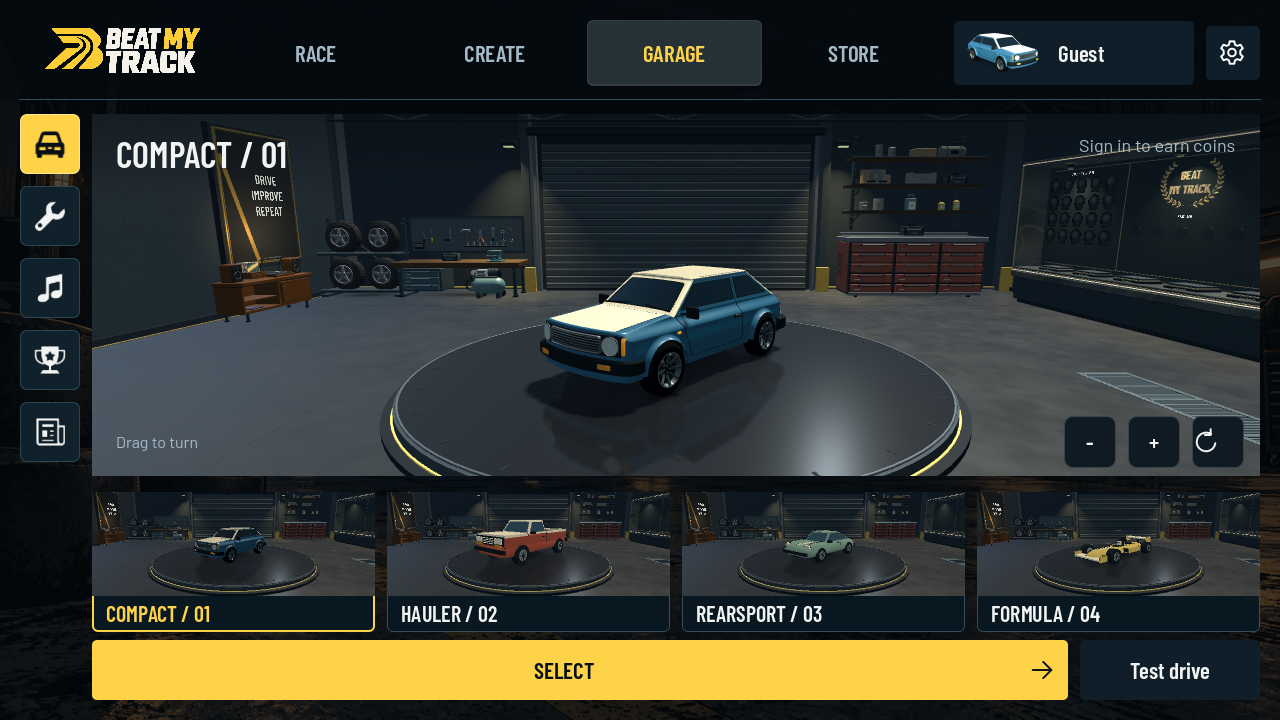 BEAT MY
TRACK
RACE
CREATE
GARAGE
STORE
Guest
COMPACT / 01
Sign in to earn coins
DRIVE
IMPROVE
REPEAT
BEAT
MY TRACK
Drag to turn
-
+
COMPACT / 01
HAULER / 02
REARSPORT / 03
FORMULA / 04
SELECT
Test drive